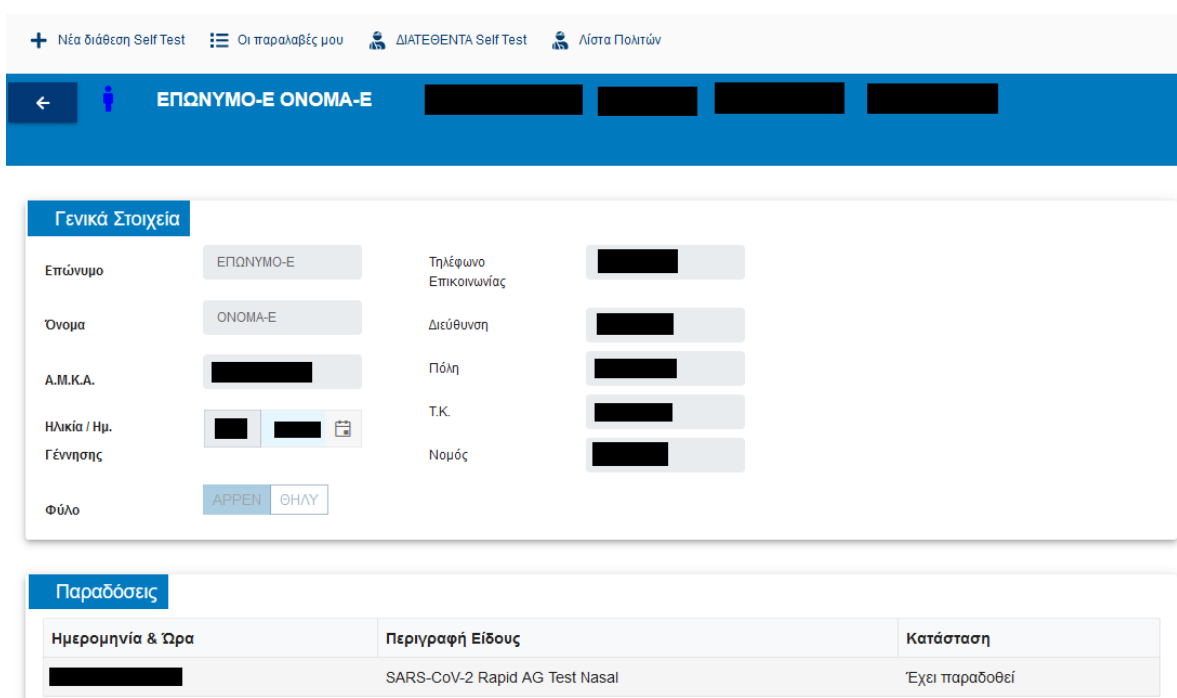 Νέα διάθεση Self Test Οι παραλαβές μου ΔΙΑΤΕΘΕΝΤΑ Self Test Λίστα Πολιτών
ΕΠΩΝΥΜΟ-Ε ΟΝΟΜΑ-Ε
Γενικά Στοιχεία
Επώνυμο ΕΠΩΝΥΜΟ-Ε
Τηλέφωνο
Επικοινωνίας
Όνομα ΟΝΟΜΑ-Ε
Διεύθυνση
Α.Μ.Κ.Α.
Πόλη
Ηλικία / Ημ.
Γέννησης
Τ.Κ.
Νομός
Φύλο ΑΡΡΕΝ ΘΗΛΥ
Παραδόσεις
Ημερομηνία & Ώρα Περιγραφή Είδους Κατάσταση
SARS-CoV-2 Rapid AG Test Nasal Έχει παραδοθεί